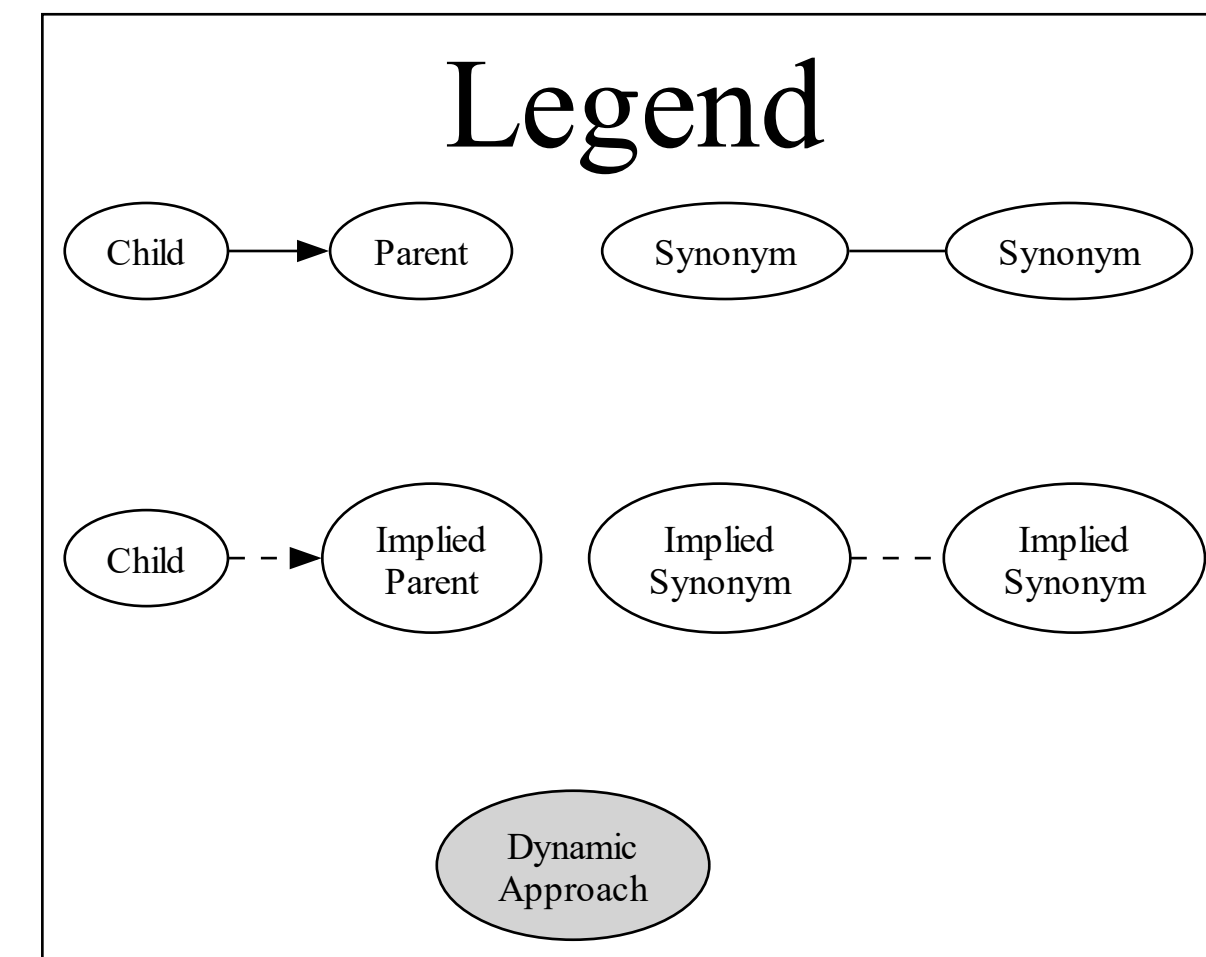 Legend
Child
Parent
Synonym
Synonym
Child
Implied
Parent
Implied
Synonym
Implied
Synonym
Dynamic
Approach